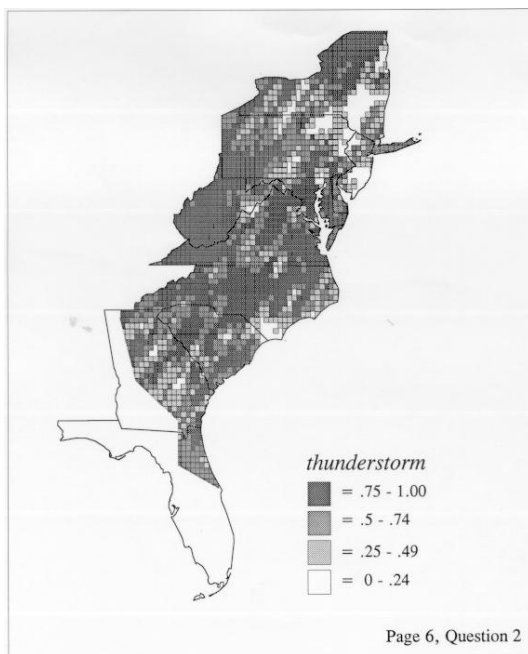 thunderstorm
= .75 - 1.00
= .5 - .74
= .25 - .49
= 0 - .24
Page 6, Question 2